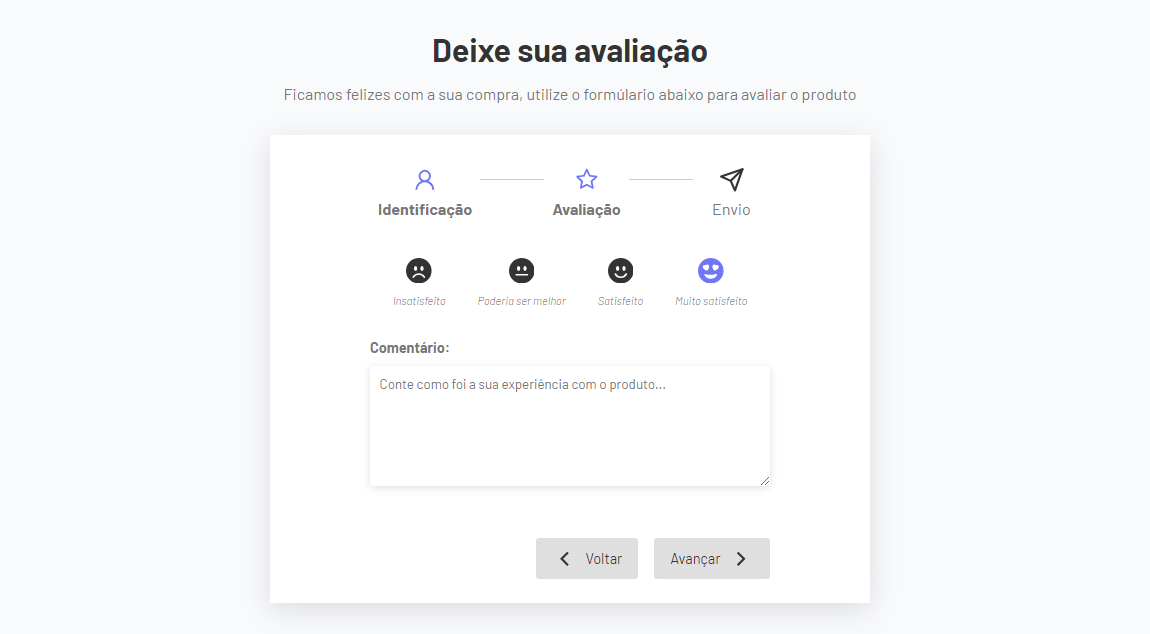 Deixe sua avaliação
Ficamos felizes com a sua compra, utilize o formúlario abaixo para avaliar o produto
Identificação
Avaliação
Envio
Insatisfeito
Poderia ser melhor
Satisfeito
Muito satisfeito
Comentário:
Conte como foi a sua experiência com o produto...
Voltar
Avançar